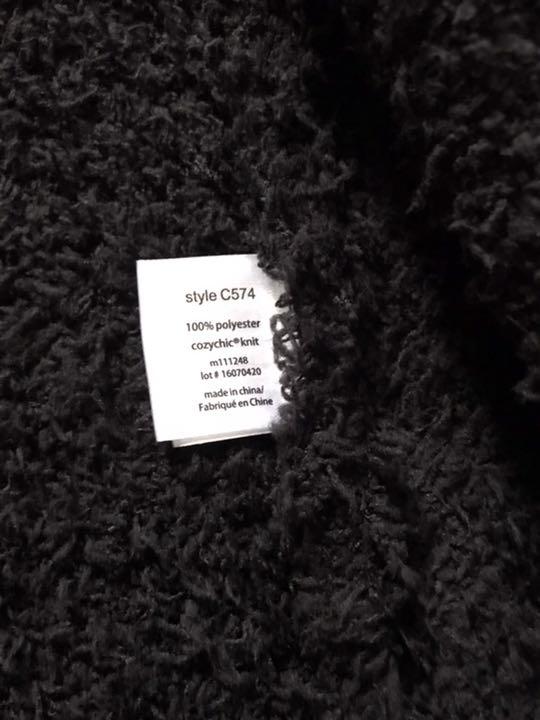 style C574
100% polyester
cozychic® knit
m111248
lot # 16070420
made in china/
Fabriqué en Chine